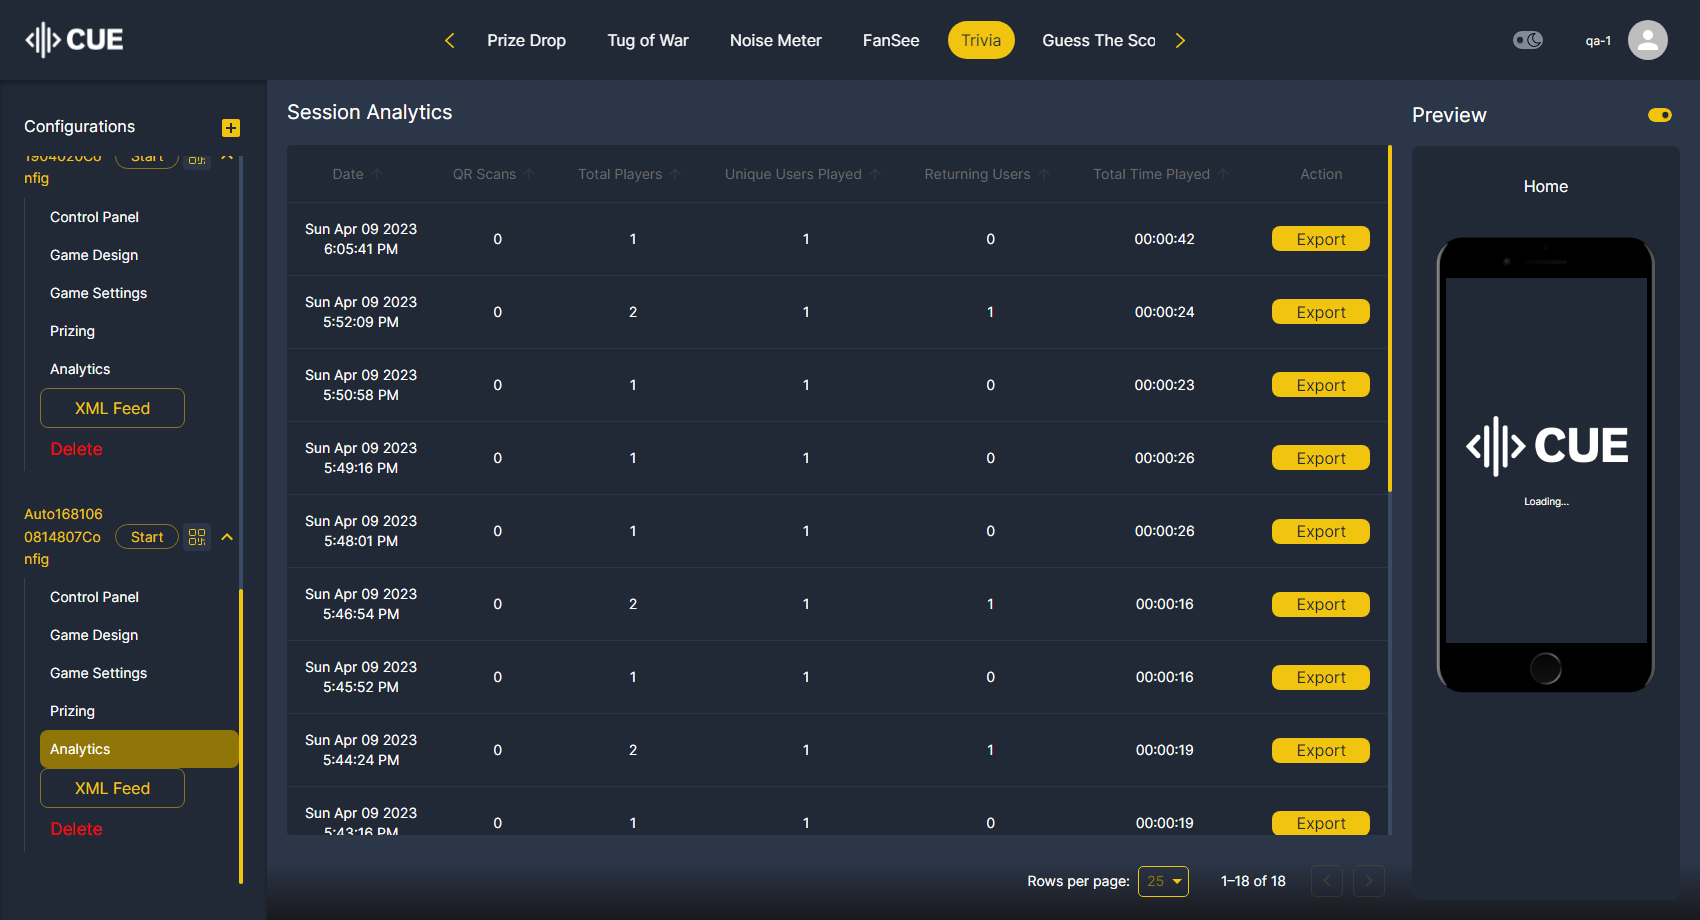 CUE
Prize Drop
Tug of War
Noise Meter
FanSee
Trivia
Guess The Sco
qa-1
Configurations
1904020Co
nfig
Start
Control Panel
Game Design
Game Settings
Prizing
Analytics
XML Feed
Delete
Auto168106
0814807Co
nfig
Start
Control Panel
Game Design
Game Settings
Prizing
Analytics
XML Feed
Delete
Session Analytics
Date QR Scans Total Players Unique Users Played Returning Users Total Time Played Action
Sun Apr 09 2023
6:05:41 PM
0 1 1 0 00:00:42 Export
Sun Apr 09 2023
5:52:09 PM
0 2 1 1 00:00:24 Export
Sun Apr 09 2023
5:50:58 PM
0 1 1 0 00:00:23 Export
Sun Apr 09 2023
5:49:16 PM
0 1 1 0 00:00:26 Export
Sun Apr 09 2023
5:48:01 PM
0 1 1 0 00:00:26 Export
Sun Apr 09 2023
5:46:54 PM
0 2 1 1 00:00:16 Export
Sun Apr 09 2023
5:45:52 PM
0 1 1 0 00:00:16 Export
Sun Apr 09 2023
5:44:24 PM
0 2 1 1 00:00:19 Export
Sun Apr 09 2023
5:43:16 PM
0 1 1 0 00:00:19 Export
Rows per page: 25 1–18 of 18
Preview
Home
CUE
Loading...